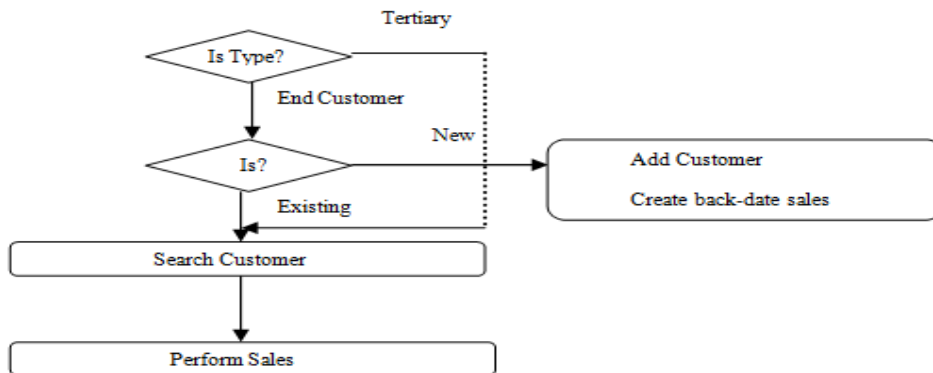 Tertiary
Is Type?
End Customer
New
Is?
Add Customer
Create back-date sales
Existing
Search Customer
Perform Sales